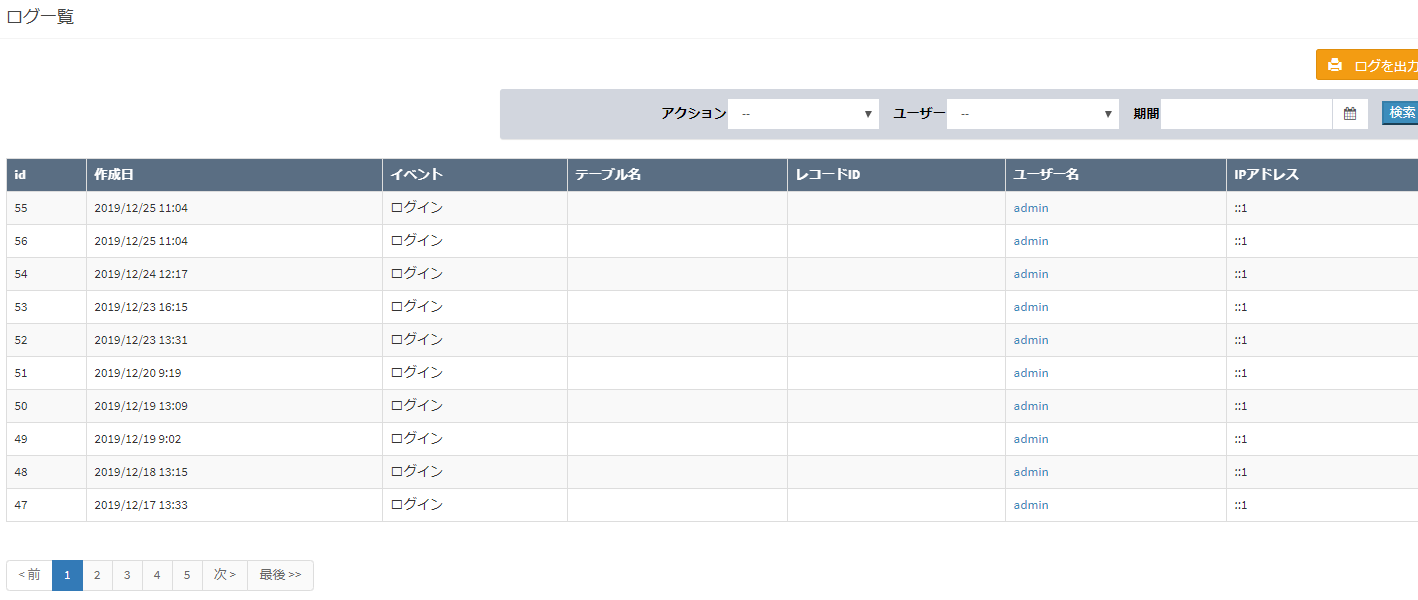 ログ一覧
ログを出力
アクション -- ユーザー -- 期間 検索
id 作成日 イベント テーブル名 レコードID ユーザー名 IPアドレス
55 2019/12/25 11:04 ログイン admin ::1
56 2019/12/25 11:04 ログイン admin ::1
54 2019/12/24 12:17 ログイン admin ::1
53 2019/12/23 16:15 ログイン admin ::1
52 2019/12/23 13:31 ログイン admin ::1
51 2019/12/20 9:19 ログイン admin ::1
50 2019/12/19 13:09 ログイン admin ::1
49 2019/12/19 9:02 ログイン admin ::1
48 2019/12/18 13:15 ログイン admin ::1
47 2019/12/17 13:33 ログイン admin ::1
< 前 1 2 3 4 5 次 > 最後 >>